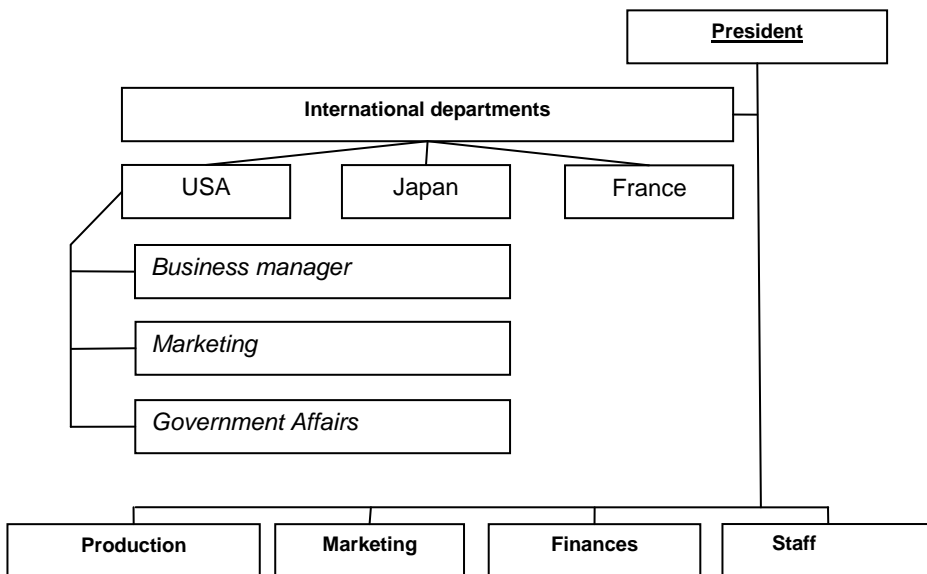 President
International departments
USA
Japan
France
Business manager
Marketing
Government Affairs
Production
Marketing
Finances
Staff